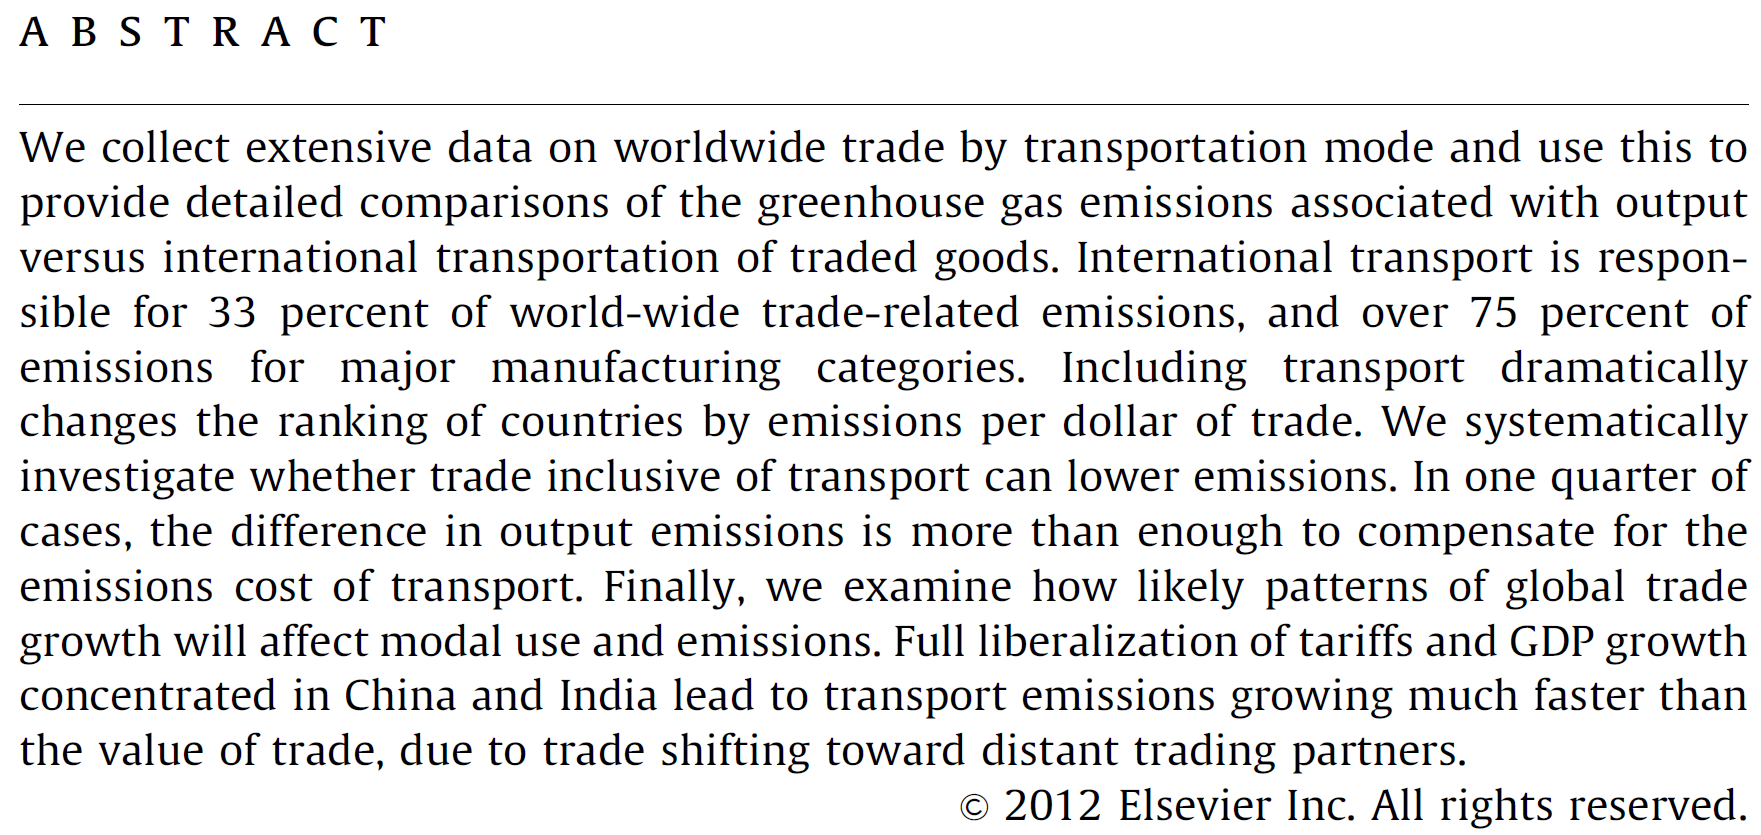 A B S T R A C T
We collect extensive data on worldwide trade by transportation mode and use this to
provide detailed comparisons of the greenhouse gas emissions associated with output
versus international transportation of traded goods. International transport is respon-
sible for 33 percent of world-wide trade-related emissions, and over 75 percent of
emissions for major manufacturing categories. Including transport dramatically
changes the ranking of countries by emissions per dollar of trade. We systematically
investigate whether trade inclusive of transport can lower emissions. In one quarter of
cases, the difference in output emissions is more than enough to compensate for the
emissions cost of transport. Finally, we examine how likely patterns of global trade
growth will affect modal use and emissions. Full liberalization of tariffs and GDP growth
concentrated in China and India lead to transport emissions growing much faster than
the value of trade, due to trade shifting toward distant trading partners.
© 2012 Elsevier Inc. All rights reserved.